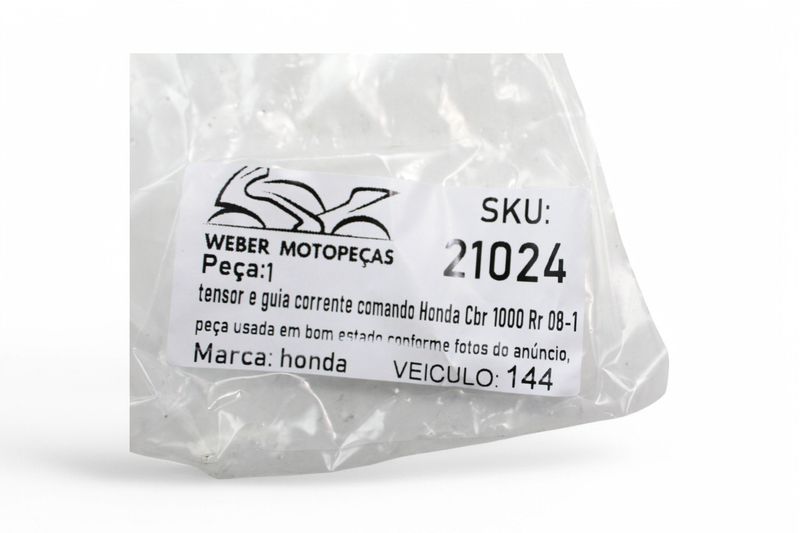 WEBER MOTOPEÇAS
SKU:
21024
Peça:1
tensor e guia corrente comando Honda Cbr 1000 Rr 08-1
peça usada em bom estado conforme fotos do anúncio,
Marca: honda
VEICULO: 144